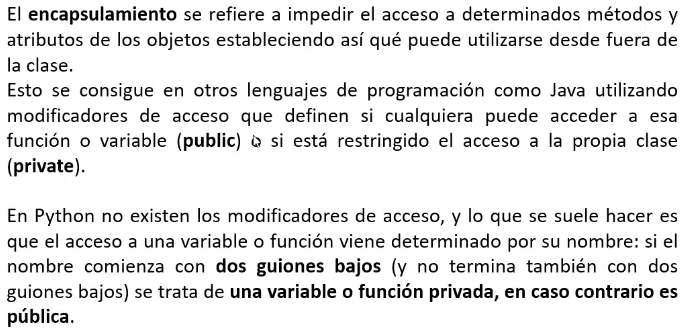 El encapsulamiento se refiere a impedir el acceso a determinados métodos y
atributos de los objetos estableciendo así qué puede utilizarse desde fuera de
la clase.
Esto se consigue en otros lenguajes de programación como Java utilizando
modificadores de acceso que definen si cualquiera puede acceder a esa
función o variable (public) o si está restringido el acceso a la propia clase
(private).
En Python no existen los modificadores de acceso, y lo que se suele hacer es
que el acceso a una variable o función viene determinado por su nombre: si el
nombre comienza con dos guiones bajos (y no termina también con dos
guiones bajos) se trata de una variable o función privada, en caso contrario es
pública.